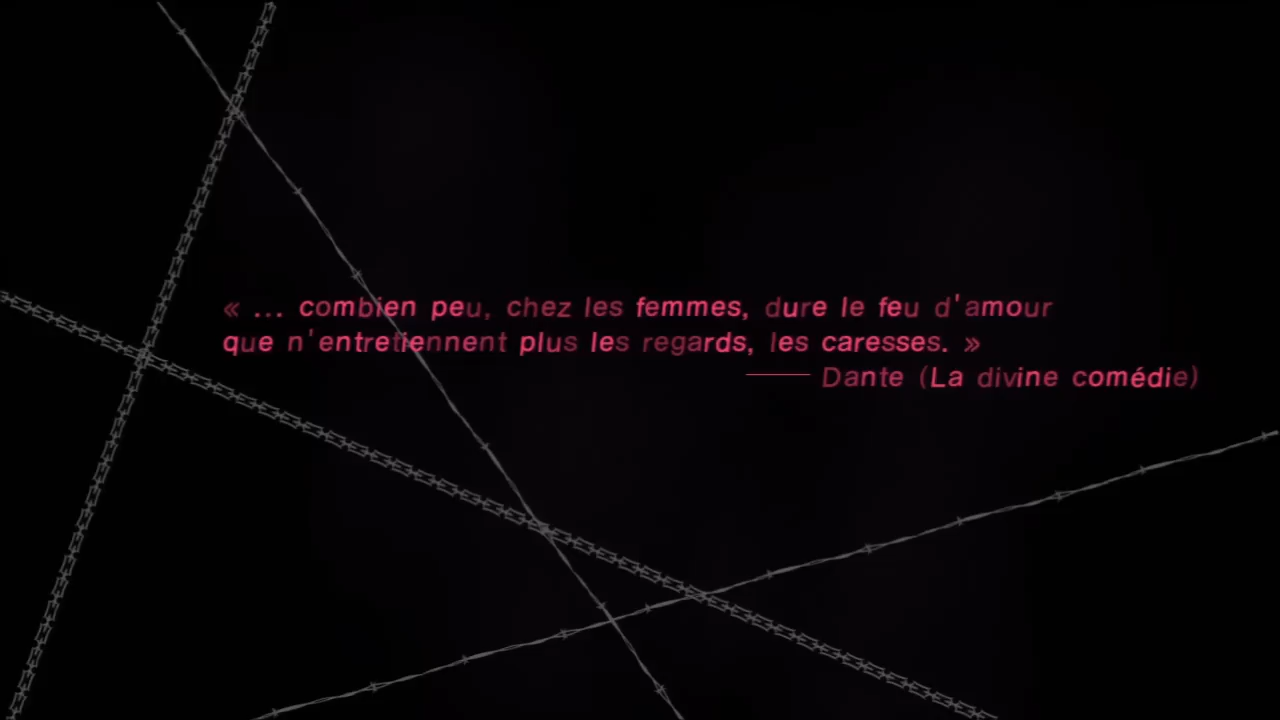 « ... combien peu, chez les femmes, dure le feu d'amour
que n'entretiennent plus les regards, les caresses. »
—— Dante (La divine comédie)